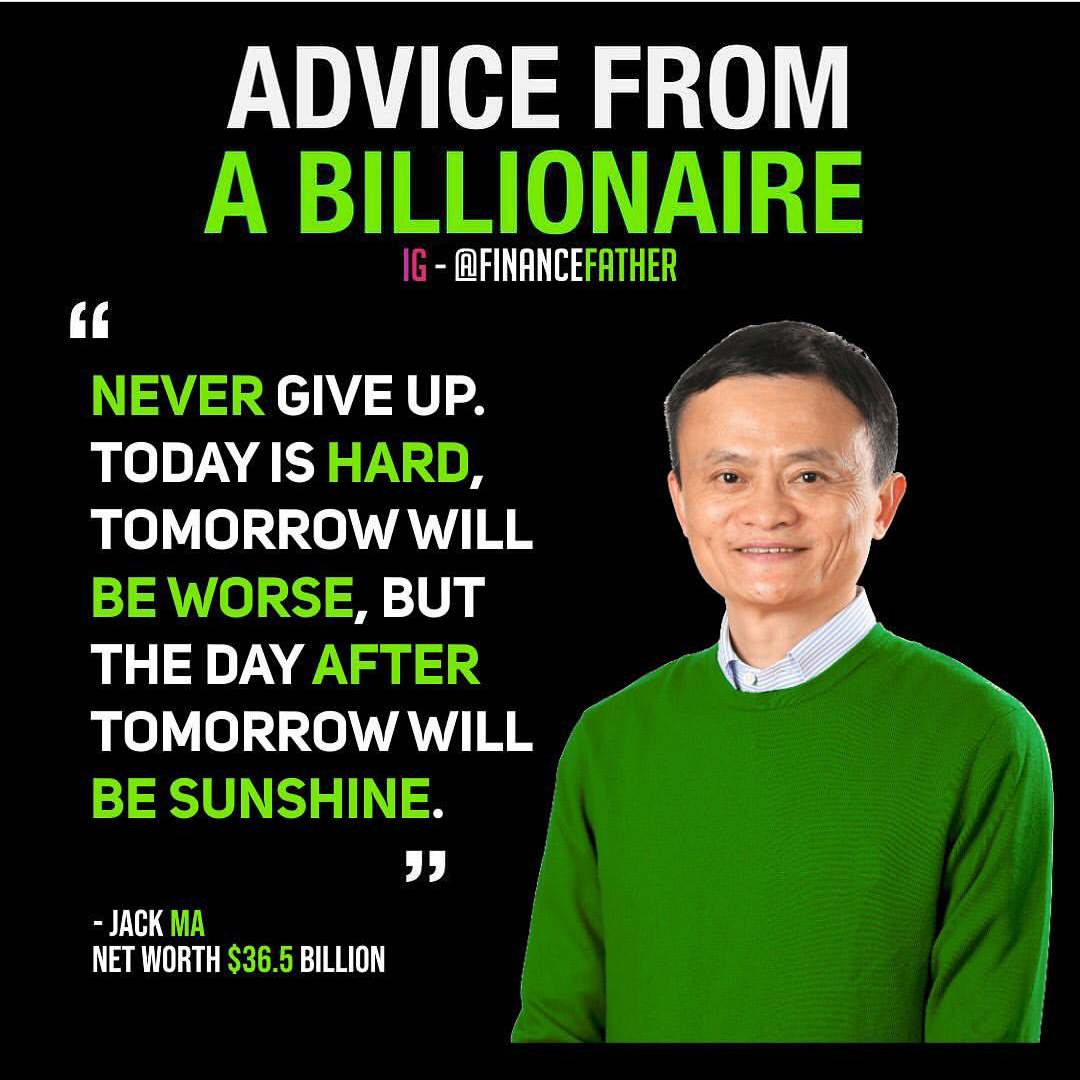 ADVICE FROM
A BILLIONAIRE
IG - @FINANCEFATHER
“
NEVER GIVE UP.
TODAY IS HARD,
TOMORROW WILL
BE WORSE, BUT
THE DAY AFTER
TOMORROW WILL
BE SUNSHINE.
”
- JACK MA
NET WORTH $36.5 BILLION